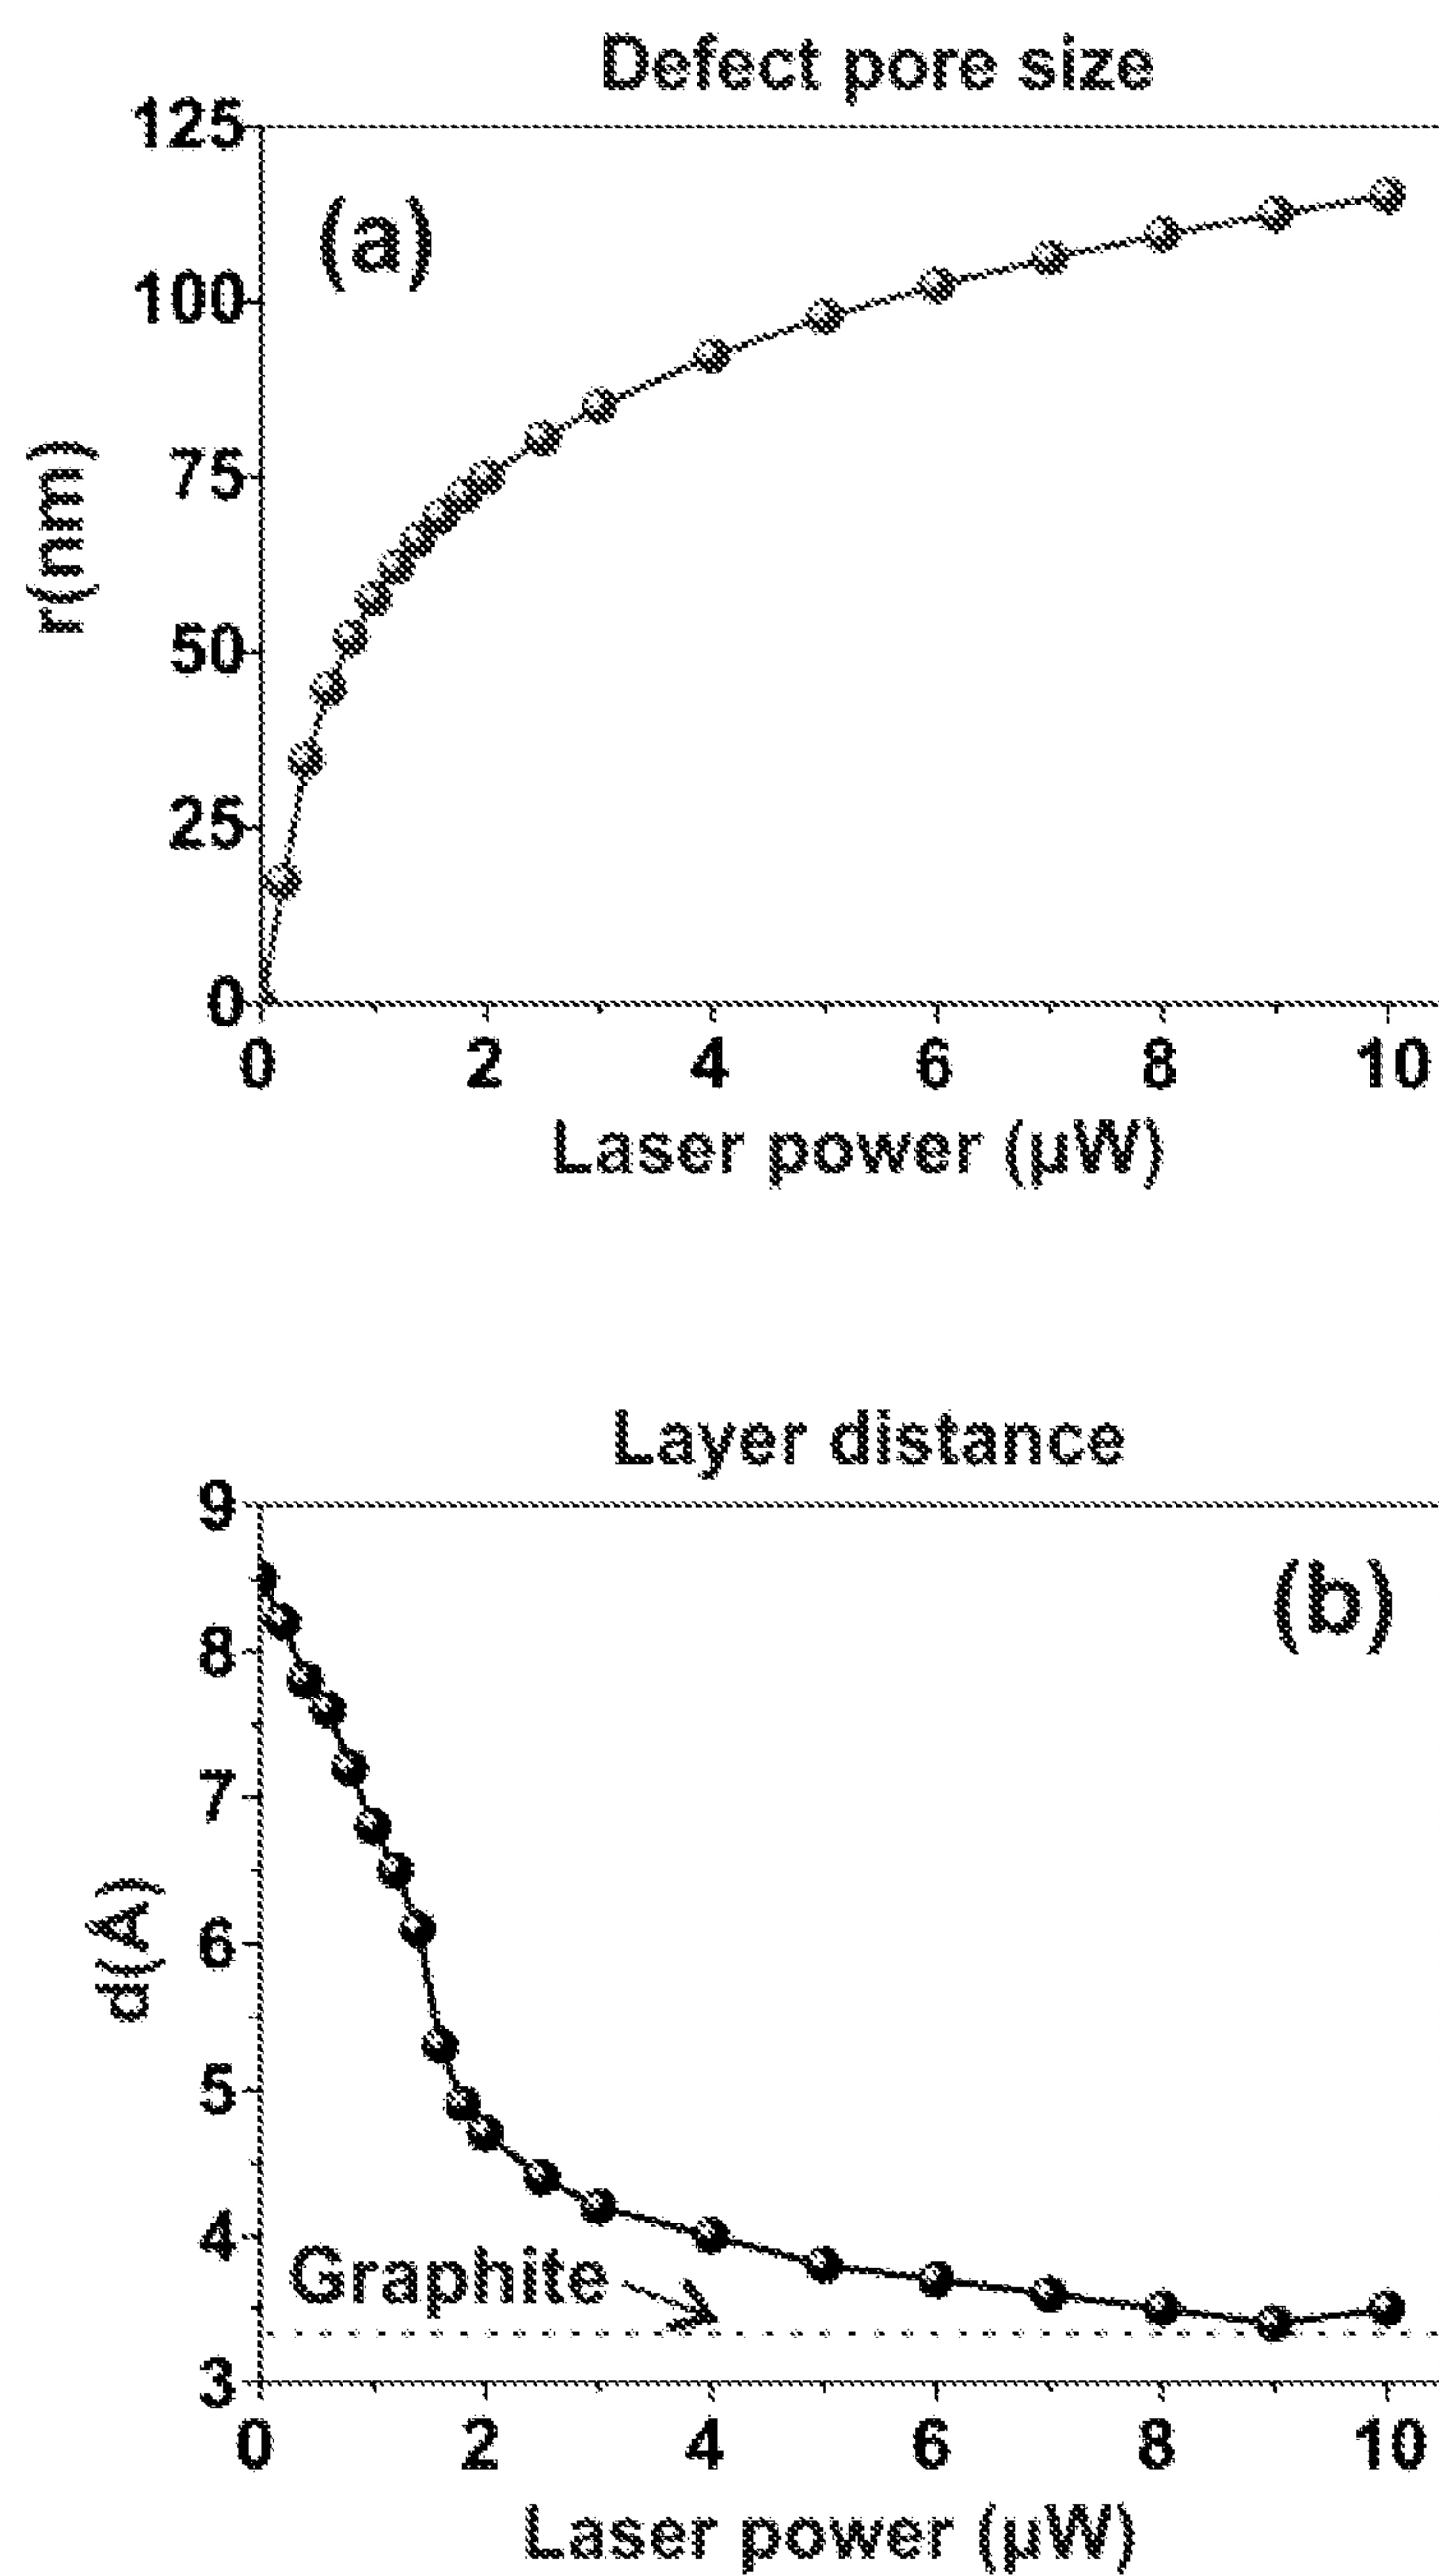 Defect pore size
125
(a)
100
75
r(nm)
50
25
0
0 2 4 6 8 10
Laser power (µW)
Layer distance
9
(b)
8
7
d(Å)
6
5
4
Graphite
3
0 2 4 6 8 10
Laser power (µW)